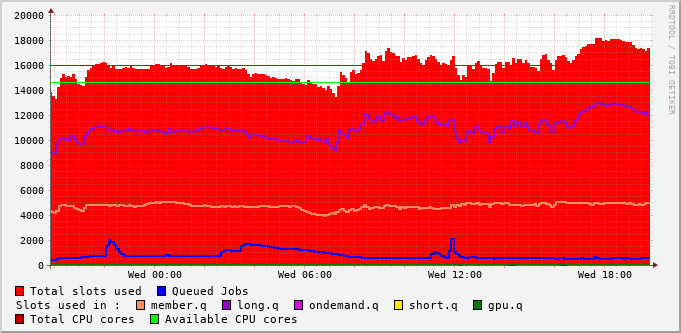 20000
18000
16000
14000
12000
10000
8000
6000
4000
2000
0
Wed 00:00 Wed 06:00 Wed 12:00 Wed 18:00
RRDTOOL / TOBI OETIKER
Total slots used Queued Jobs
Slots used in : member.q long.q ondemand.q short.q gpu.q
Total CPU cores Available CPU cores